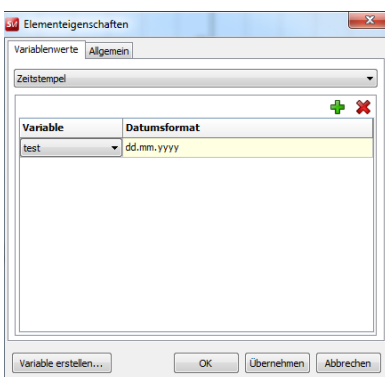 Elementeigenschaften
Variablenwerte Allgemein
Zeitstempel
Variable Datumsformat
test dd.mm.yyyy
Variable erstellen... OK Übernehmen Abbrechen